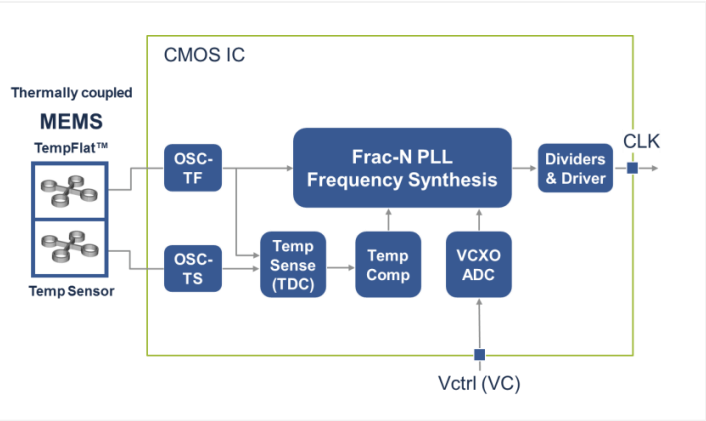 CMOS IC
Thermally coupled
MEMS
TempFlat™
Temp Sensor
OSC-
TF
OSC-
TS
Frac-N PLL
Frequency Synthesis
Dividers
& Driver
CLK
Temp
Sense
(TDC)
Temp
Comp
VCXO
ADC
Vctrl (VC)